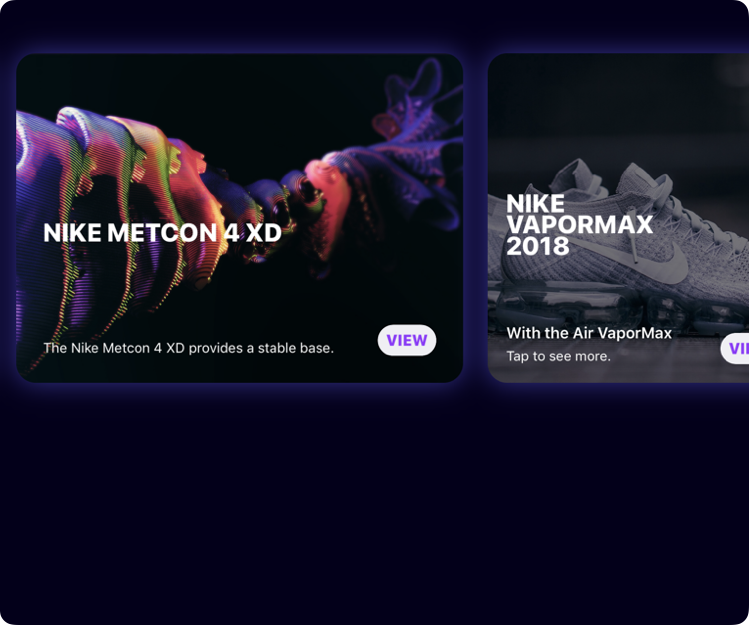 NIKE METCON 4 XD
The Nike Metcon 4 XD provides a stable base.
VIEW
NIKE
VAPORMAX
2018
With the Air VaporMax
Tap to see more.